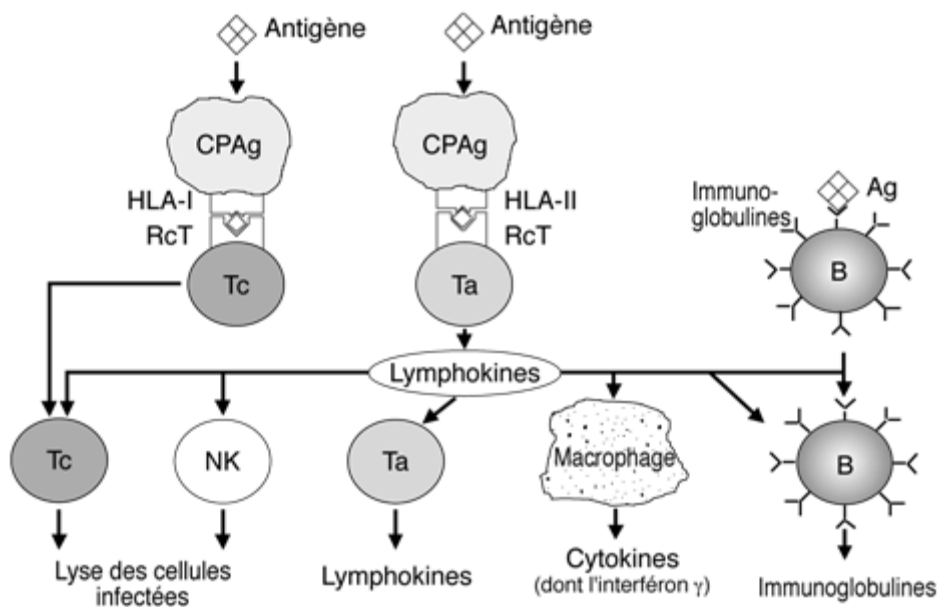 Antigène
Antigène
CPAg
CPAg
HLA-I
HLA-II
RcT
RcT
Immuno-
globulines
Ag
Tc
Ta
B
Lymphokines
Tc
NK
Ta
Macrophage
B
Lyse des cellules
infectées
Lymphokines
Cytokines
(dont l'interféron γ)
Immunoglobulines